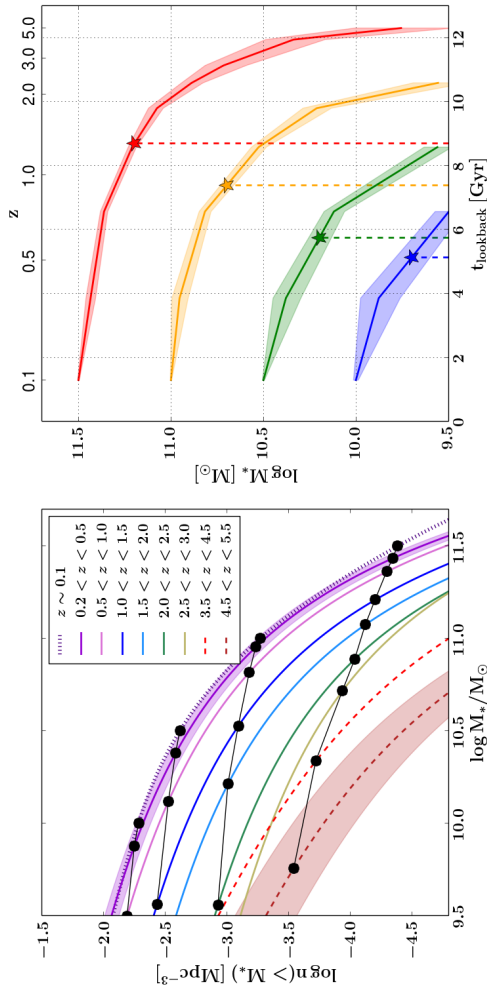 −1.5
−2.0
−2.5
−3.0
−3.5
−4.0
−4.5
log n(> M*) [Mpc⁻³]
9.5
10.0
10.5
11.0
11.5
log M*/M⊙
z ∼ 0.1
0.2 < z < 0.5
0.5 < z < 1.0
1.0 < z < 1.5
1.5 < z < 2.0
2.0 < z < 2.5
2.5 < z < 3.0
3.5 < z < 4.5
4.5 < z < 5.5
z
0.1
0.5
1.0
2.0
3.0
5.0
11.5
11.0
10.5
10.0
9.5
log M* [M⊙]
0
2
4
6
8
10
12
t_lookback [Gyr]